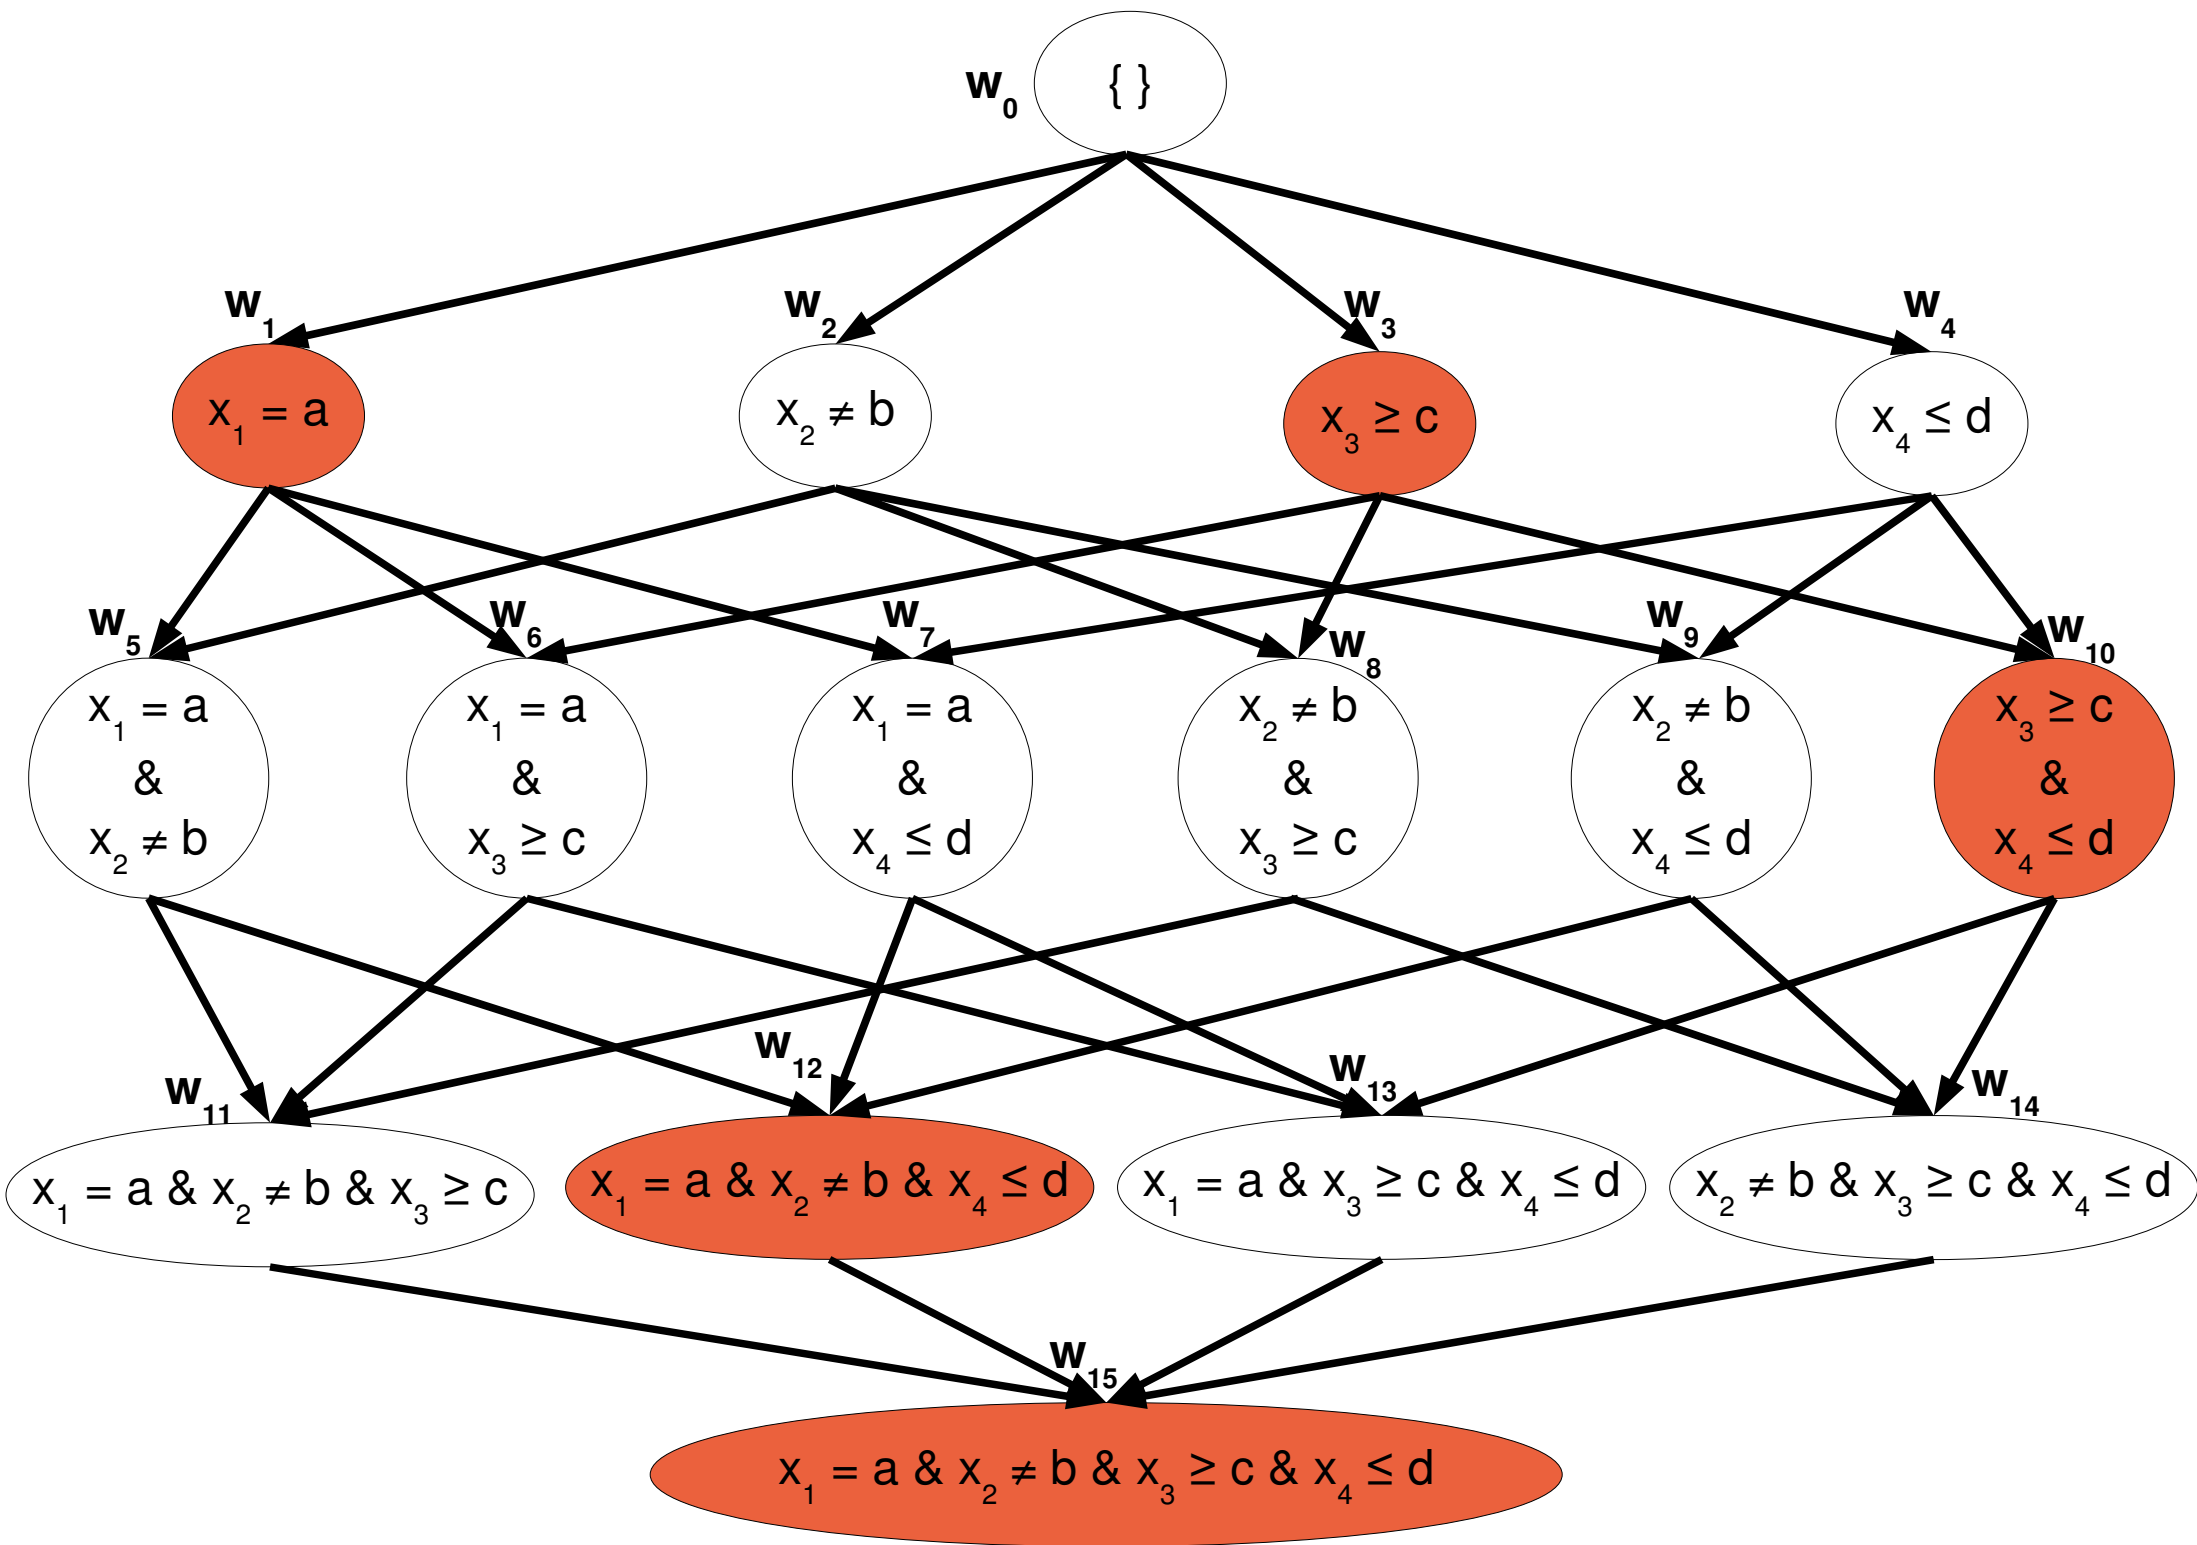 w0 { }
w1 w2 w3 w4
x1 = a x2 ≠ b x3 ≥ c x4 ≤ d
w5 w6 w7 w8 w9 w10
x1 = a x1 = a x1 = a x2 ≠ b x2 ≠ b x3 ≥ c
& & & & & &
x2 ≠ b x3 ≥ c x4 ≤ d x3 ≥ c x4 ≤ d x4 ≤ d
w11 w12 w13 w14
x1 = a & x2 ≠ b & x3 ≥ c x1 = a & x2 ≠ b & x4 ≤ d x1 = a & x3 ≥ c & x4 ≤ d x2 ≠ b & x3 ≥ c & x4 ≤ d
w15
x1 = a & x2 ≠ b & x3 ≥ c & x4 ≤ d